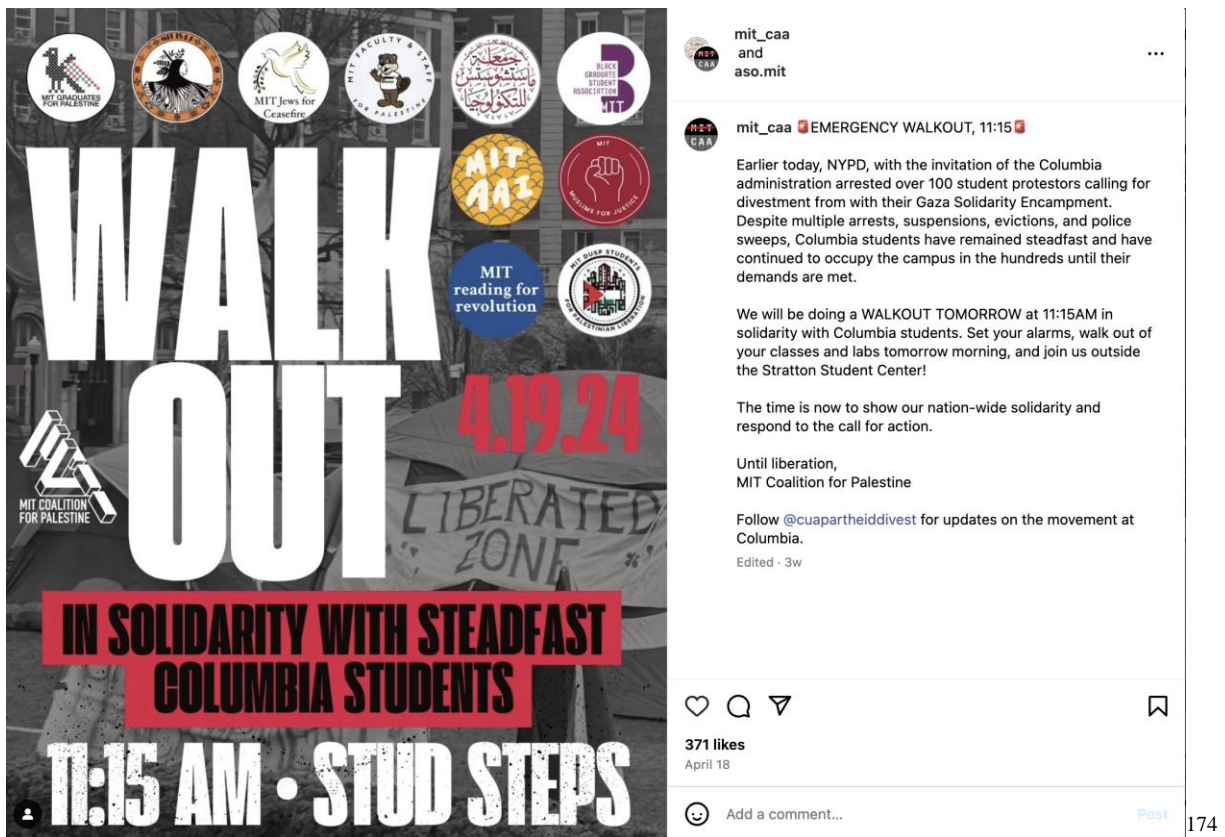 MIT GRADUATES
FOR PALESTINE
MIT Jews for
Ceasefire
MIT FACULTY & STAFF
FOR PALESTINE
جمعية
ماستشوستس
للتكنولوجيا
BLACK
GRADUATE
STUDENT
ASSOCIATION
MIT
WALK
OUT
MIT
AAI
MIT
MUSLIMS FOR JUSTICE
MIT
reading for
revolution
MIT DUSP STUDENTS
FOR PALESTINIAN LIBERATION
4.19.24
MIT COALITION
FOR PALESTINE
LIBERATED
ZONE
IN SOLIDARITY WITH STEADFAST
COLUMBIA STUDENTS
11:15 AM • STUD STEPS
MIT
CAA
mit_caa
and
aso.mit
...
MIT
CAA
mit_caa 🚨EMERGENCY WALKOUT, 11:15🚨
Earlier today, NYPD, with the invitation of the Columbia
administration arrested over 100 student protestors calling for
divestment from with their Gaza Solidarity Encampment.
Despite multiple arrests, suspensions, evictions, and police
sweeps, Columbia students have remained steadfast and have
continued to occupy the campus in the hundreds until their
demands are met.
We will be doing a WALKOUT TOMORROW at 11:15AM in
solidarity with Columbia students. Set your alarms, walk out of
your classes and labs tomorrow morning, and join us outside
the Stratton Student Center!
The time is now to show our nation-wide solidarity and
respond to the call for action.
Until liberation,
MIT Coalition for Palestine
Follow @cuapartheiddivest for updates on the movement at
Columbia.
Edited · 3w
371 likes
April 18
Add a comment...
Post
174